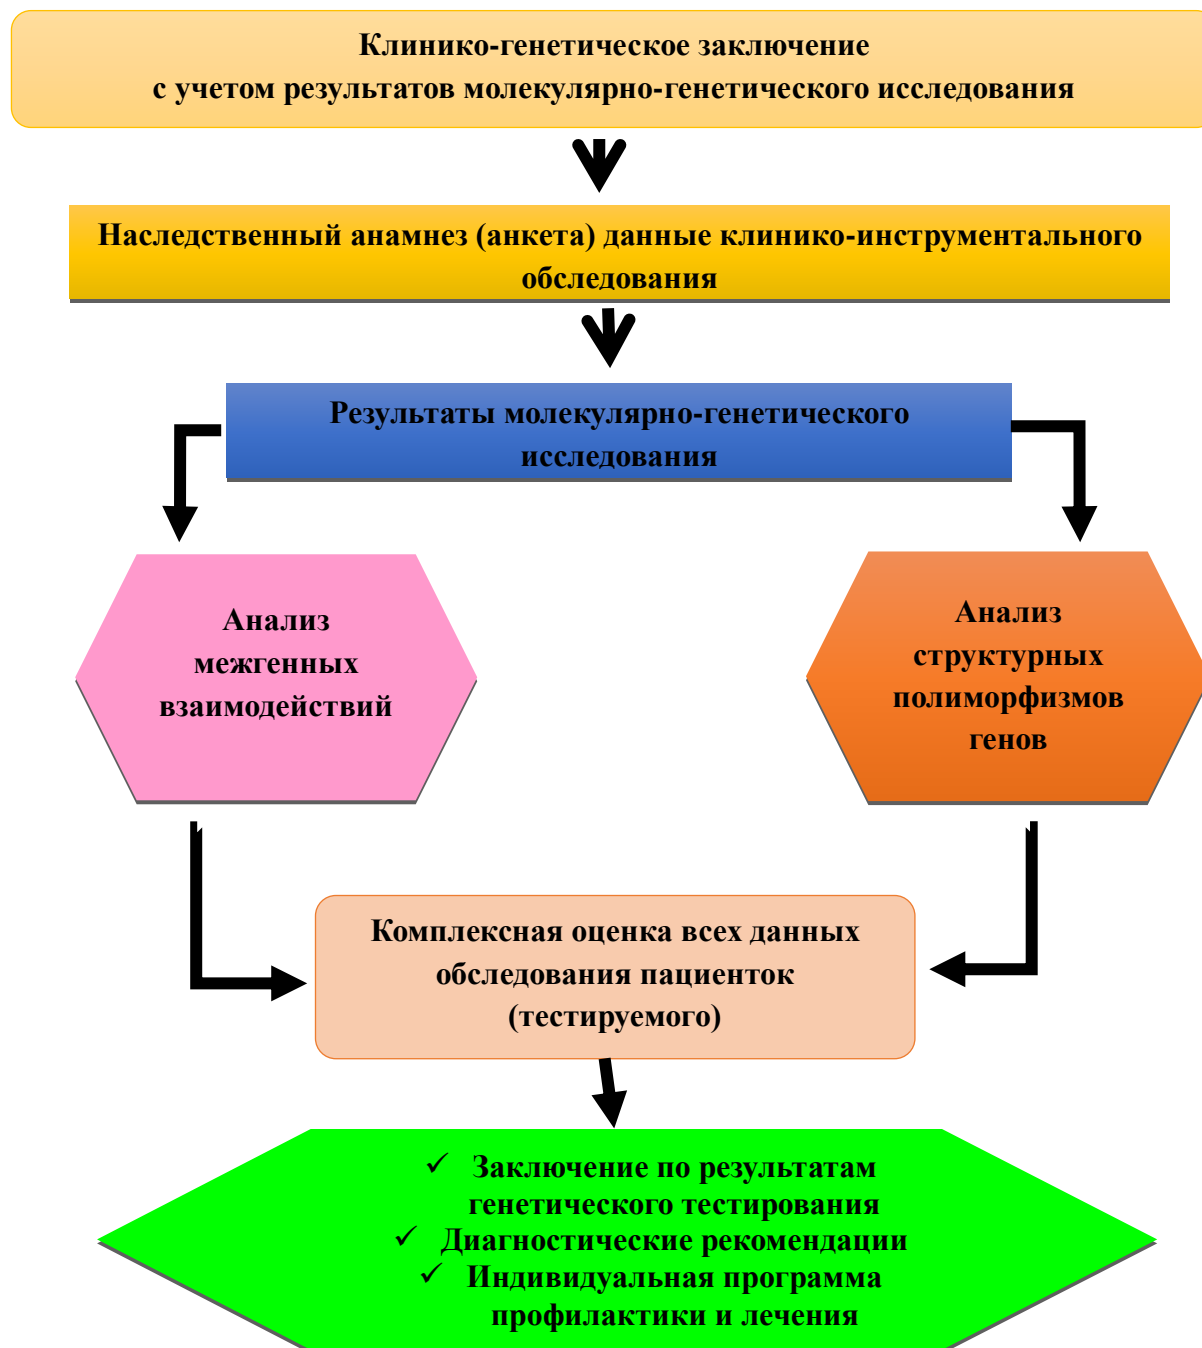 Клинико-генетическое заключение
с учетом результатов молекулярно-генетического исследования
Наследственный анамнез (анкета) данные клинико-инструментального
обследования
Результаты молекулярно-генетического
исследования
Анализ
межгенных
взаимодействий
Анализ
структурных
полиморфизмов
генов
Комплексная оценка всех данных
обследования пациенток
(тестируемого)
✓ Заключение по результатам
генетического тестирования
✓ Диагностические рекомендации
✓ Индивидуальная программа
профилактики и лечения